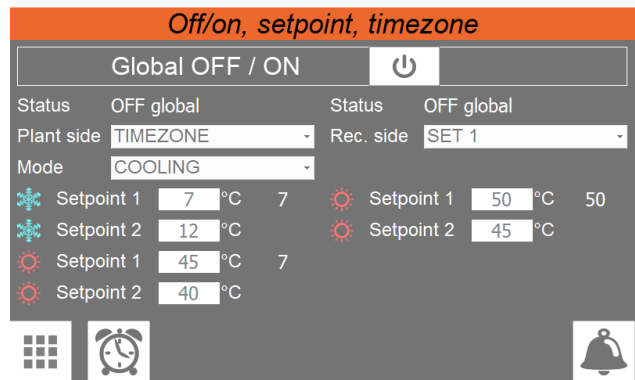 Off/on, setpoint, timezone
Global OFF / ON
Status OFF global Status OFF global
Plant side TIMEZONE Rec. side SET 1
Mode COOLING
Setpoint 1 7 °C 7 Setpoint 1 50 °C 50
Setpoint 2 12 °C Setpoint 2 45 °C
Setpoint 1 45 °C 7
Setpoint 2 40 °C